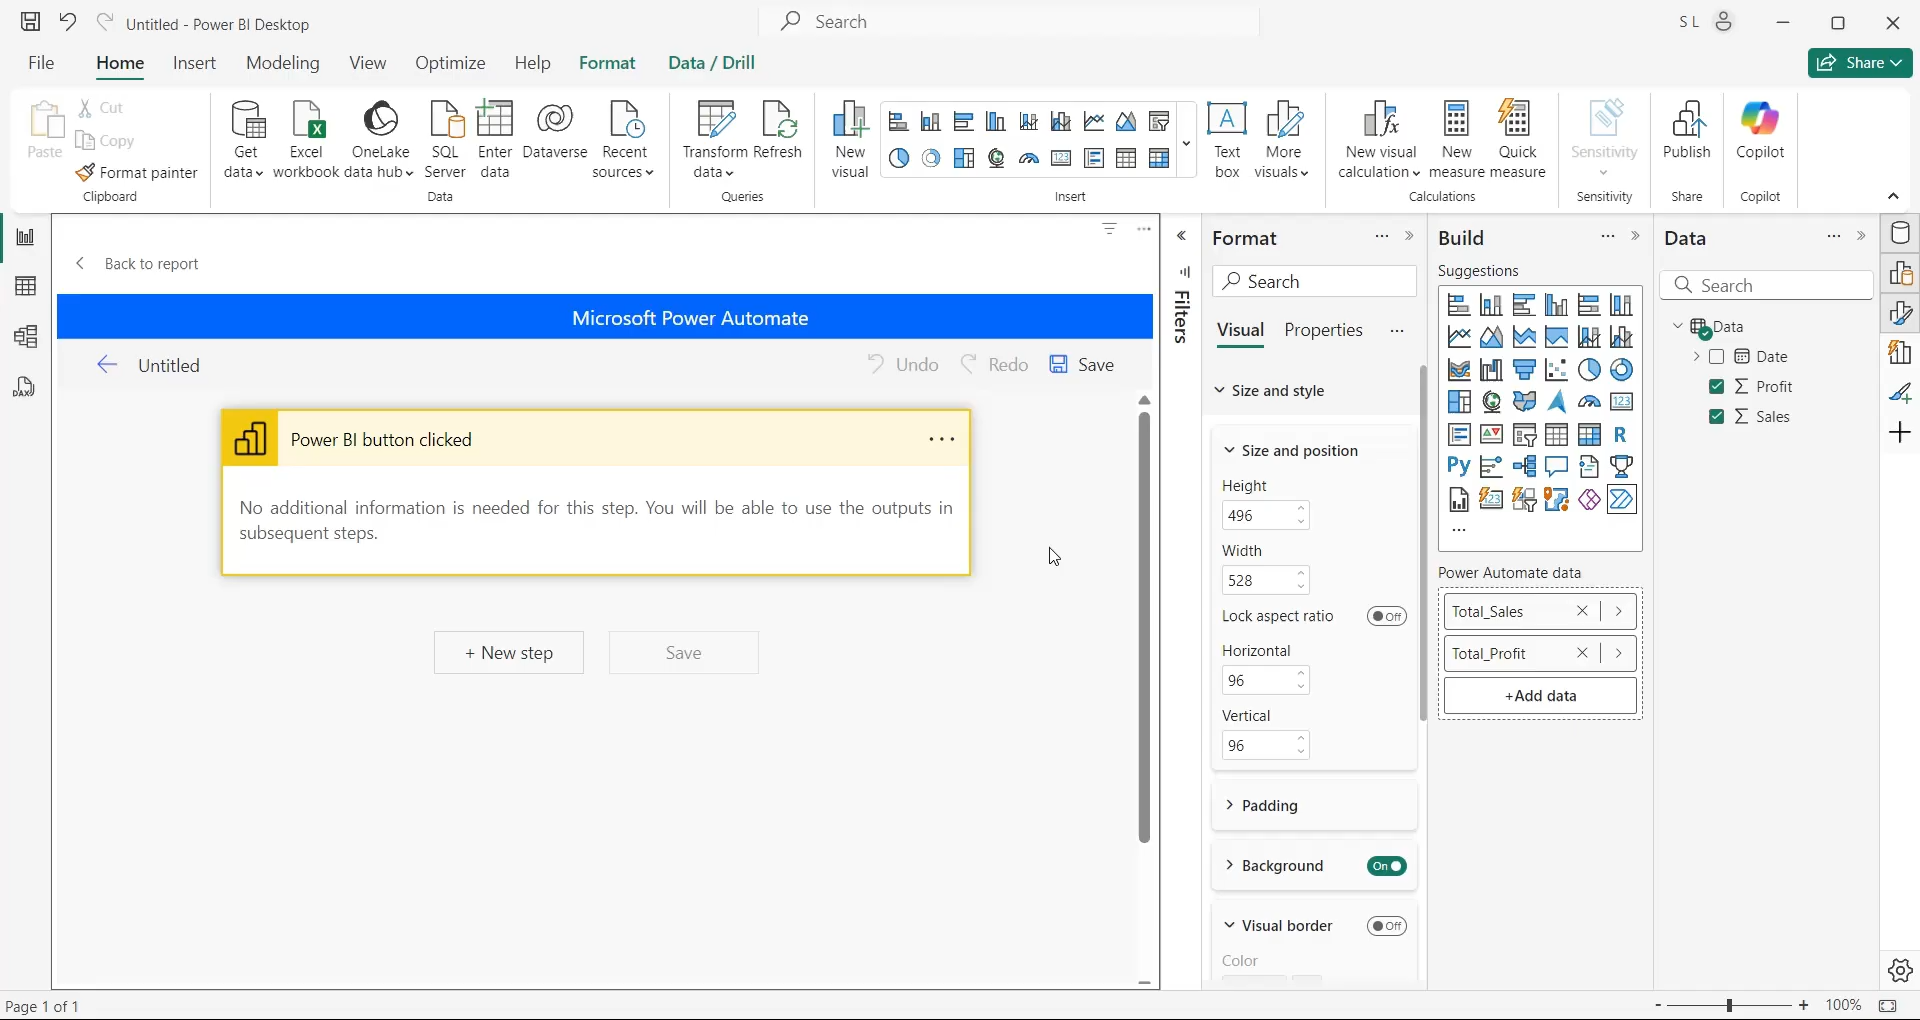 Untitled - Power BI Desktop
Search
S L
File
Home
Insert
Modeling
View
Optimize
Help
Format
Data / Drill
Share
Paste
Cut
Copy
Format painter
Clipboard
Get
data
Excel
workbook
OneLake
data hub
SQL
Server
Enter
data
Dataverse
Recent
sources
Data
Transform
data
Refresh
Queries
New
visual
Text
box
More
visuals
Insert
New visual
calculation
New
measure
Quick
measure
Calculations
Sensitivity
Sensitivity
Publish
Share
Copilot
Copilot
Back to report
Microsoft Power Automate
Untitled
Undo
Redo
Save
Power BI button clicked
No additional information is needed for this step. You will be able to use the outputs in
subsequent steps.
+ New step
Save
Filters
Format
Search
Visual
Properties
Size and style
Size and position
Height
496
Width
528
Lock aspect ratio
Off
Horizontal
96
Vertical
96
Padding
Background
On
Visual border
Off
Color
Build
Suggestions
123
R
Py
123
Power Automate data
Total_Sales
Total_Profit
+Add data
Data
Search
Data
Date
Profit
Sales
DAX
Page 1 of 1
- + 100%